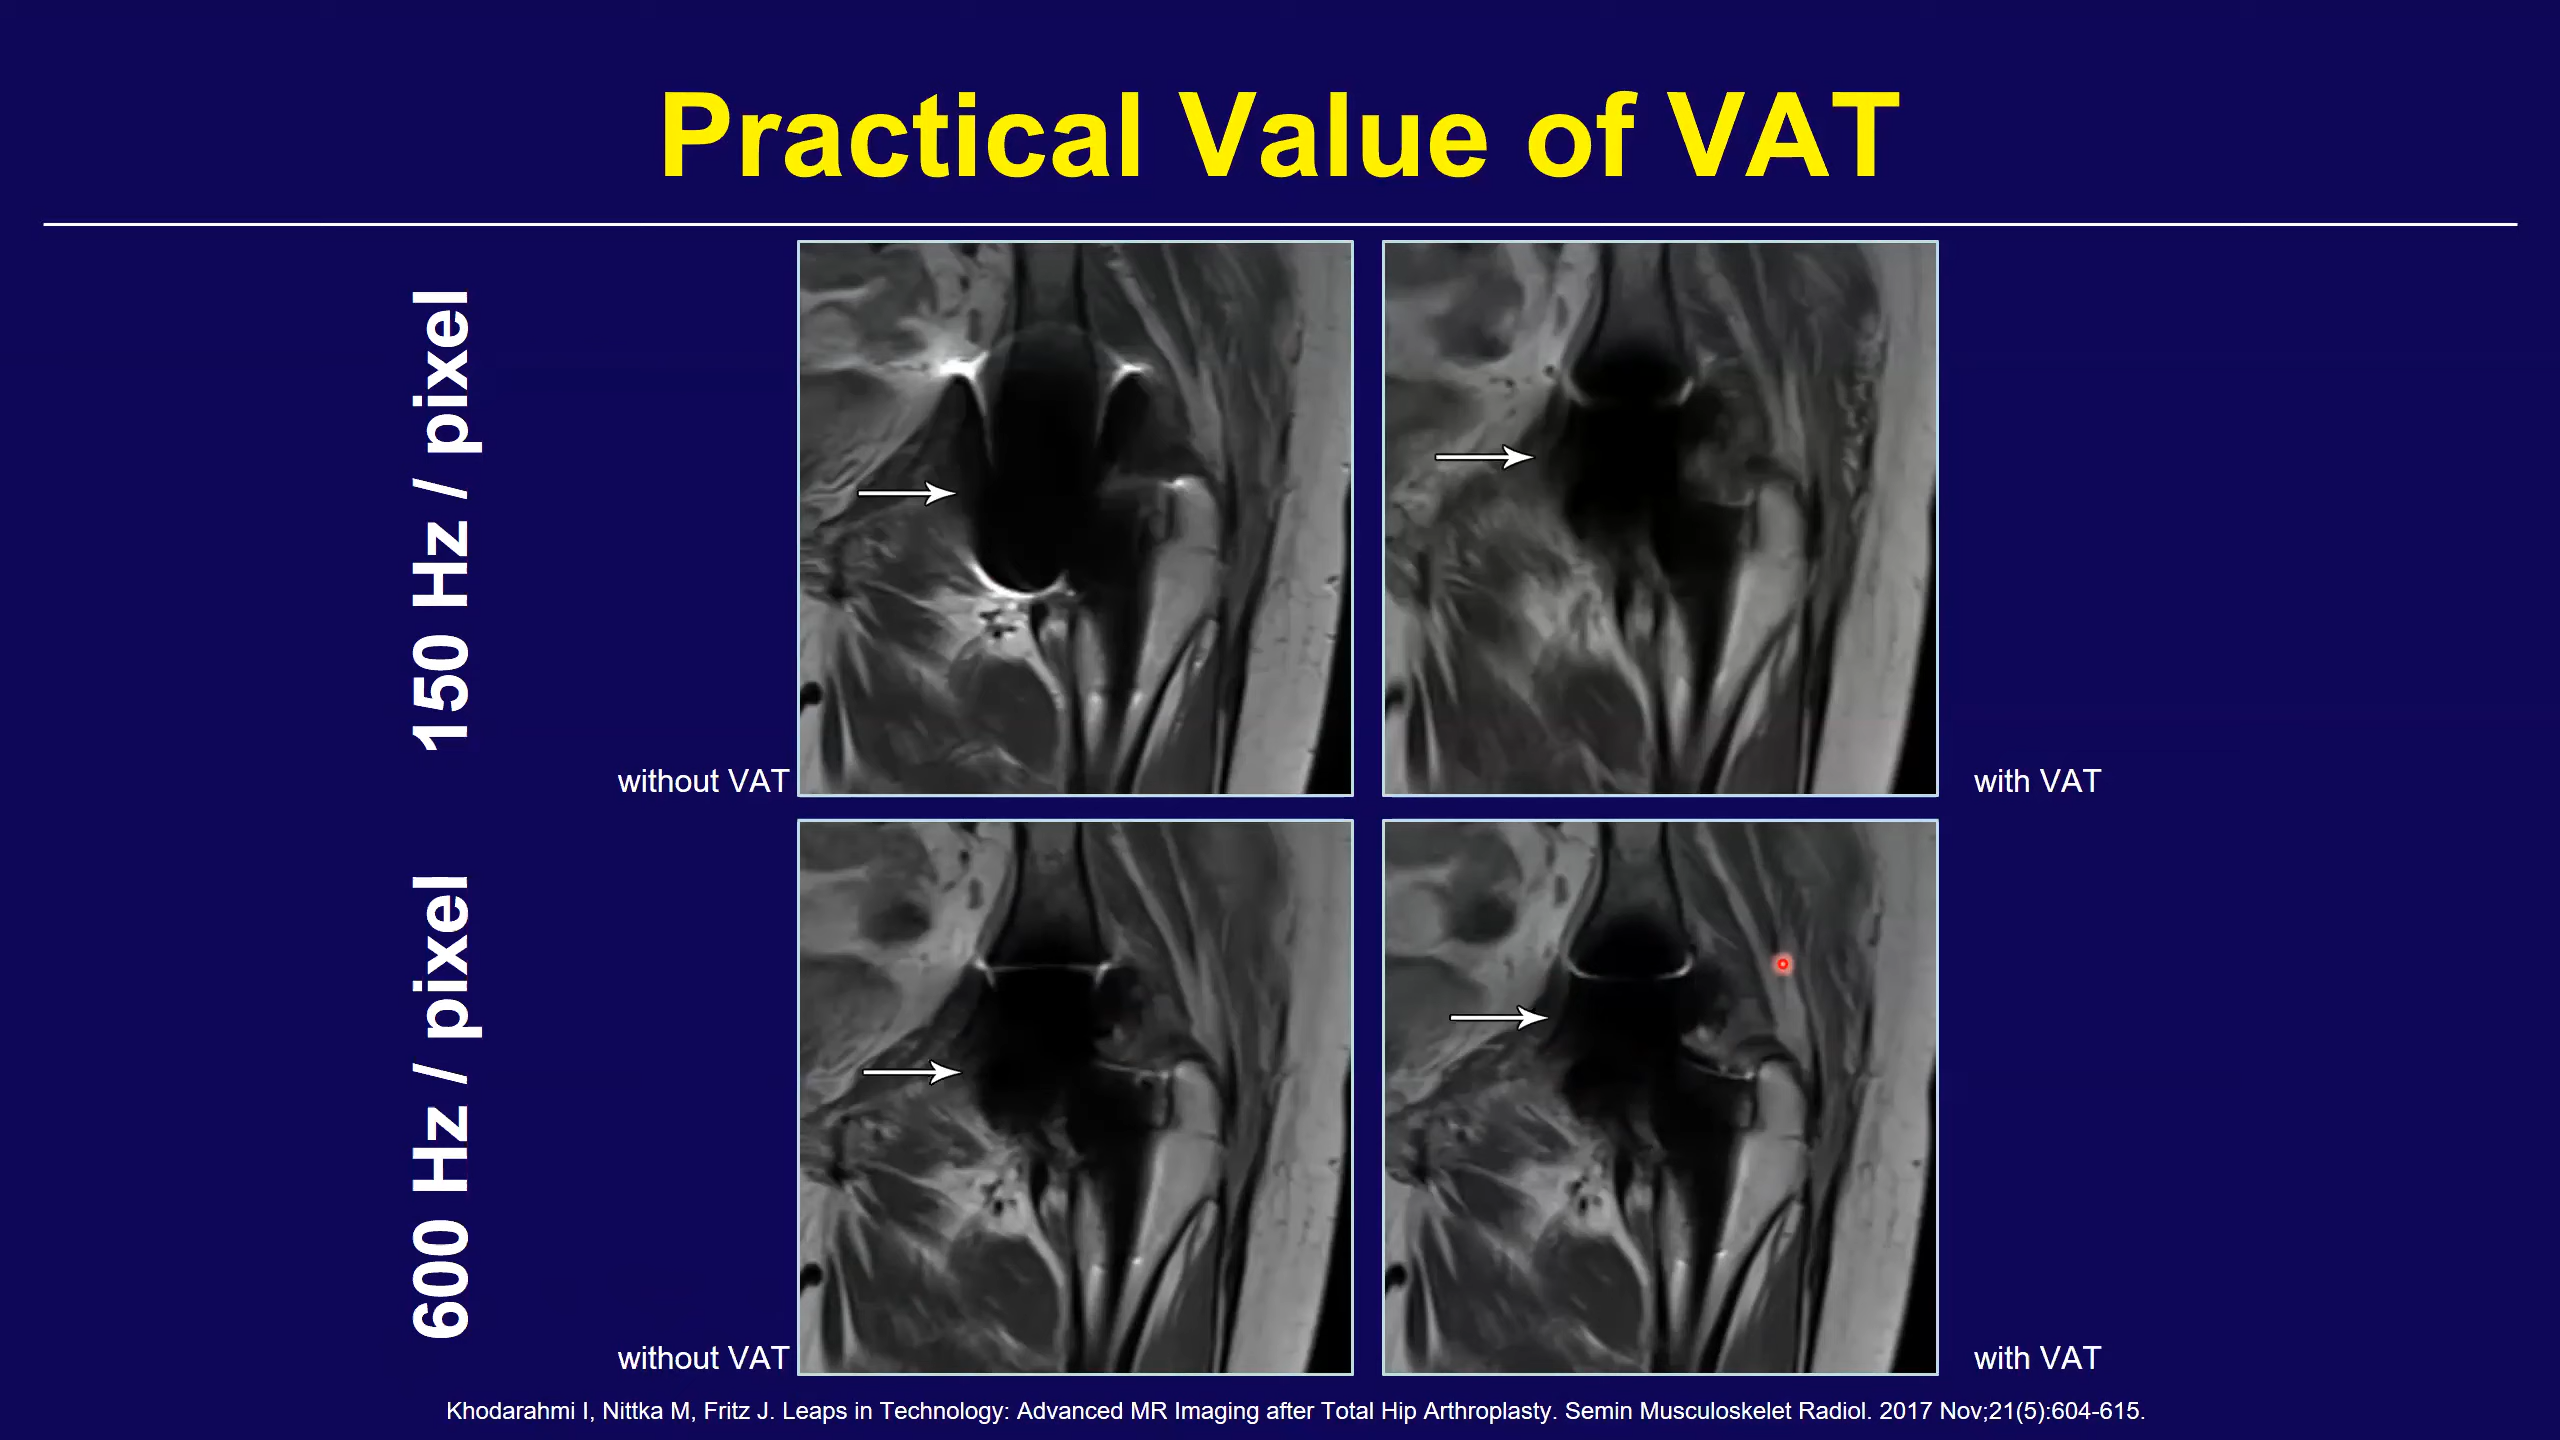 Practical Value of VAT
150 Hz / pixel
without VAT
with VAT
600 Hz / pixel
without VAT
with VAT
Khodarahmi I, Nittka M, Fritz J. Leaps in Technology: Advanced MR Imaging after Total Hip Arthroplasty. Semin Musculoskelet Radiol. 2017 Nov;21(5):604-615.